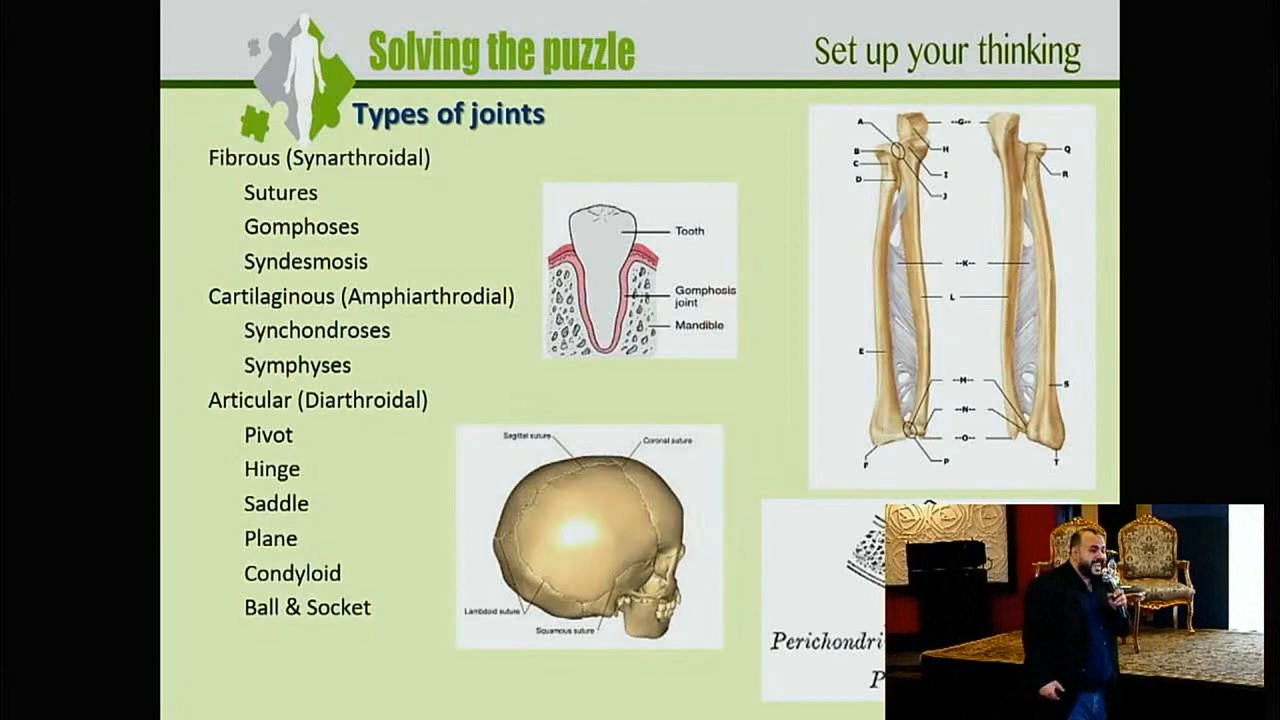 Solving the puzzle
Set up your thinking
Types of joints
Fibrous (Synarthroidal)
Sutures
Gomphoses
Syndesmosis
Cartilaginous (Amphiarthrodial)
Synchondroses
Symphyses
Articular (Diarthroidal)
Pivot
Hinge
Saddle
Plane
Condyloid
Ball & Socket
Tooth
Gomphosis
joint
Mandible
Sagittal suture
Coronal suture
Lambdoid suture
Squamous suture
A
--G--
B
H
Q
C
I
R
D
J
--K--
L
E
--M--
S
--N--
--O--
F
P
T
Perichondri
P